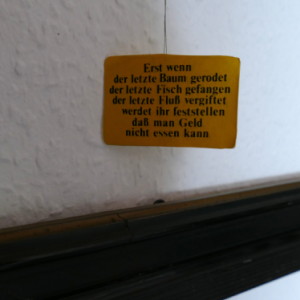 Erst wenn
der letzte Baum gerodet
der letzte Fisch gefangen
der letzte Fluß vergiftet
werdet ihr feststellen
daß man Geld
nicht essen kann